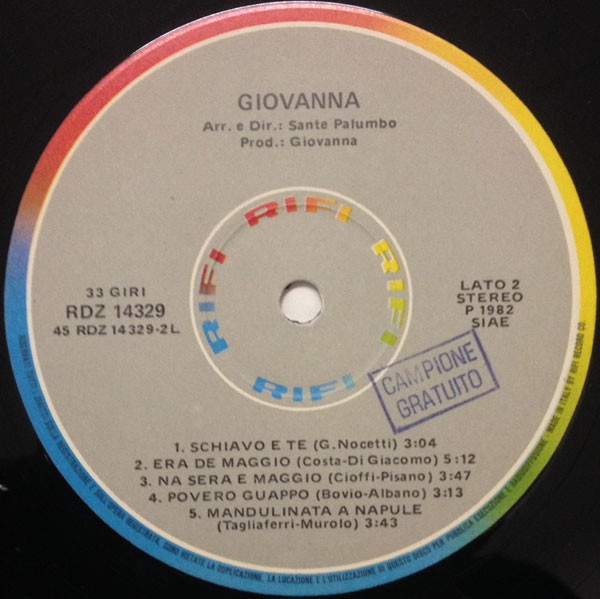 GIOVANNA
Arr. e Dir.: Sante Palumbo
Prod.: Giovanna
RIFI RIFI RIFI RIFI RIFI RIFI
33 GIRI
RDZ 14329
45 RDZ 14329-2L
LATO 2
STEREO
P 1982
SIAE
CAMPIONE
GRATUITO
1. SCHIAVO E TE (G. Nocetti) 3:04
2. ERA DE MAGGIO (Costa-Di Giacomo) 5:12
3. NA SERA E MAGGIO (Cioffi-Pisano) 3:47
4. POVERO GUAPPO (Bovio-Albano) 3:13
5. MANDULINATA A NAPULE
(Tagliaferri-Murolo) 3:43
SONO VIETATE LA DUPLICAZIONE, LA LOCAZIONE E L'UTILIZZAZIONE DI QUESTO DISCO PER PUBBLICA ESECUZIONE E RADIODIFFUSIONE - MADE IN ITALY BY RIFI RECORD CO.